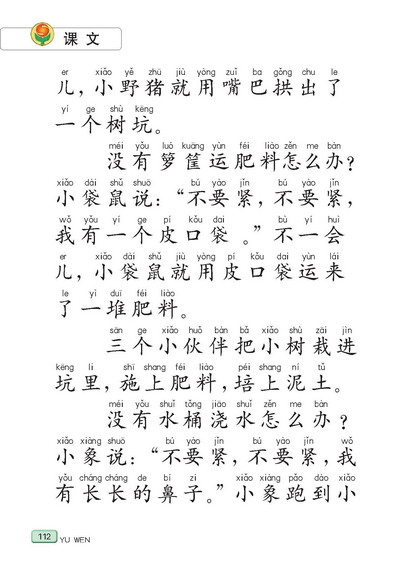 课文
er xiǎo yě zhū jiù yòng zuǐ ba gǒng chu le
儿，小野猪就用嘴巴拱出了
yí ge shù kēng
一个树坑。
méi yǒu luó kuāng yùn féi liào zěn me bàn
没有箩筐运肥料怎么办？
xiǎo dài shǔ shuō bú yào jǐn bú yào jǐn
小袋鼠说：“不要紧，不要紧，
wǒ yǒu yí ge pí kǒu dai bù yí huì
我有一个皮口袋。”不一会
er xiǎo dài shǔ jiù yòng pí kǒu dai yùn lái
儿，小袋鼠就用皮口袋运来
le yì duī féi liào
了一堆肥料。
sān ge xiǎo huǒ bàn bǎ xiǎo shù zāi jìn
三个小伙伴把小树栽进
kēng li shī shang féi liào péi shang ní tǔ
坑里，施上肥料，培上泥土。
méi yǒu shuǐ tǒng jiāo shuǐ zěn me bàn
没有水桶浇水怎么办？
xiǎo xiàng shuō bú yào jǐn bú yào jǐn wǒ
小象说：“不要紧，不要紧，我
yǒu cháng cháng de bí zi xiǎo xiàng pǎo dào xiǎo
有长长的鼻子。”小象跑到小
112 YU WEN